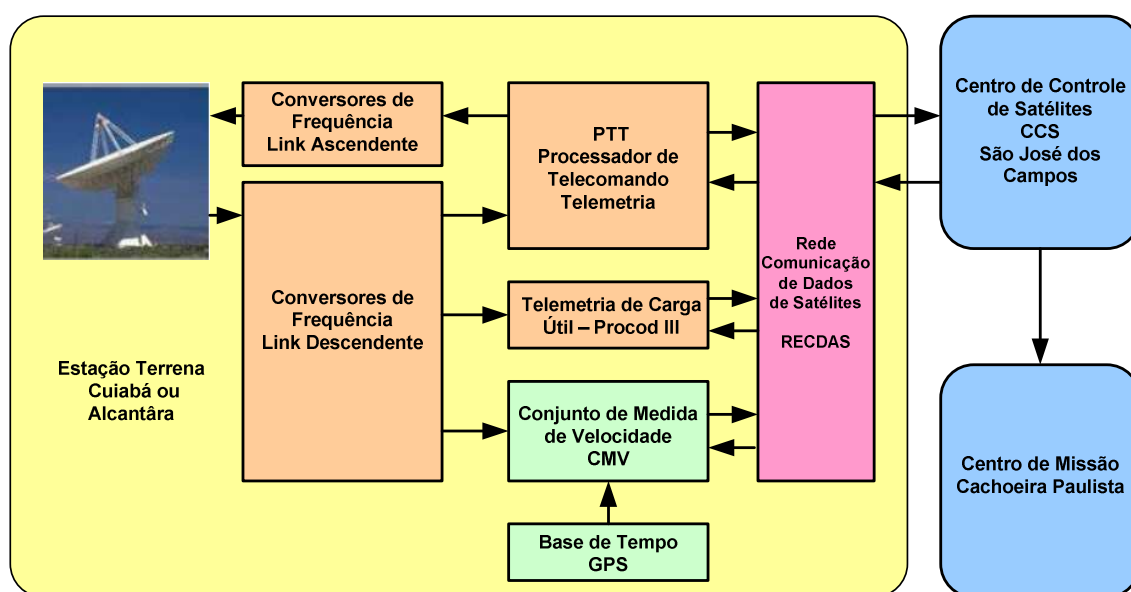 Conversores de
Frequência
Link Ascendente
PTT
Processador de
Telecomando
Telemetria
Centro de Controle
de Satélites
CCS
São José dos
Campos
Rede
Comunicação
de Dados
de Satélites
RECDAS
Conversores de
Frequência
Link Descendente
Telemetria de Carga
Útil – Procod III
Estação Terrena
Cuiabá ou
Alcantâra
Conjunto de Medida
de Velocidade
CMV
Centro de Missão
Cachoeira Paulista
Base de Tempo
GPS